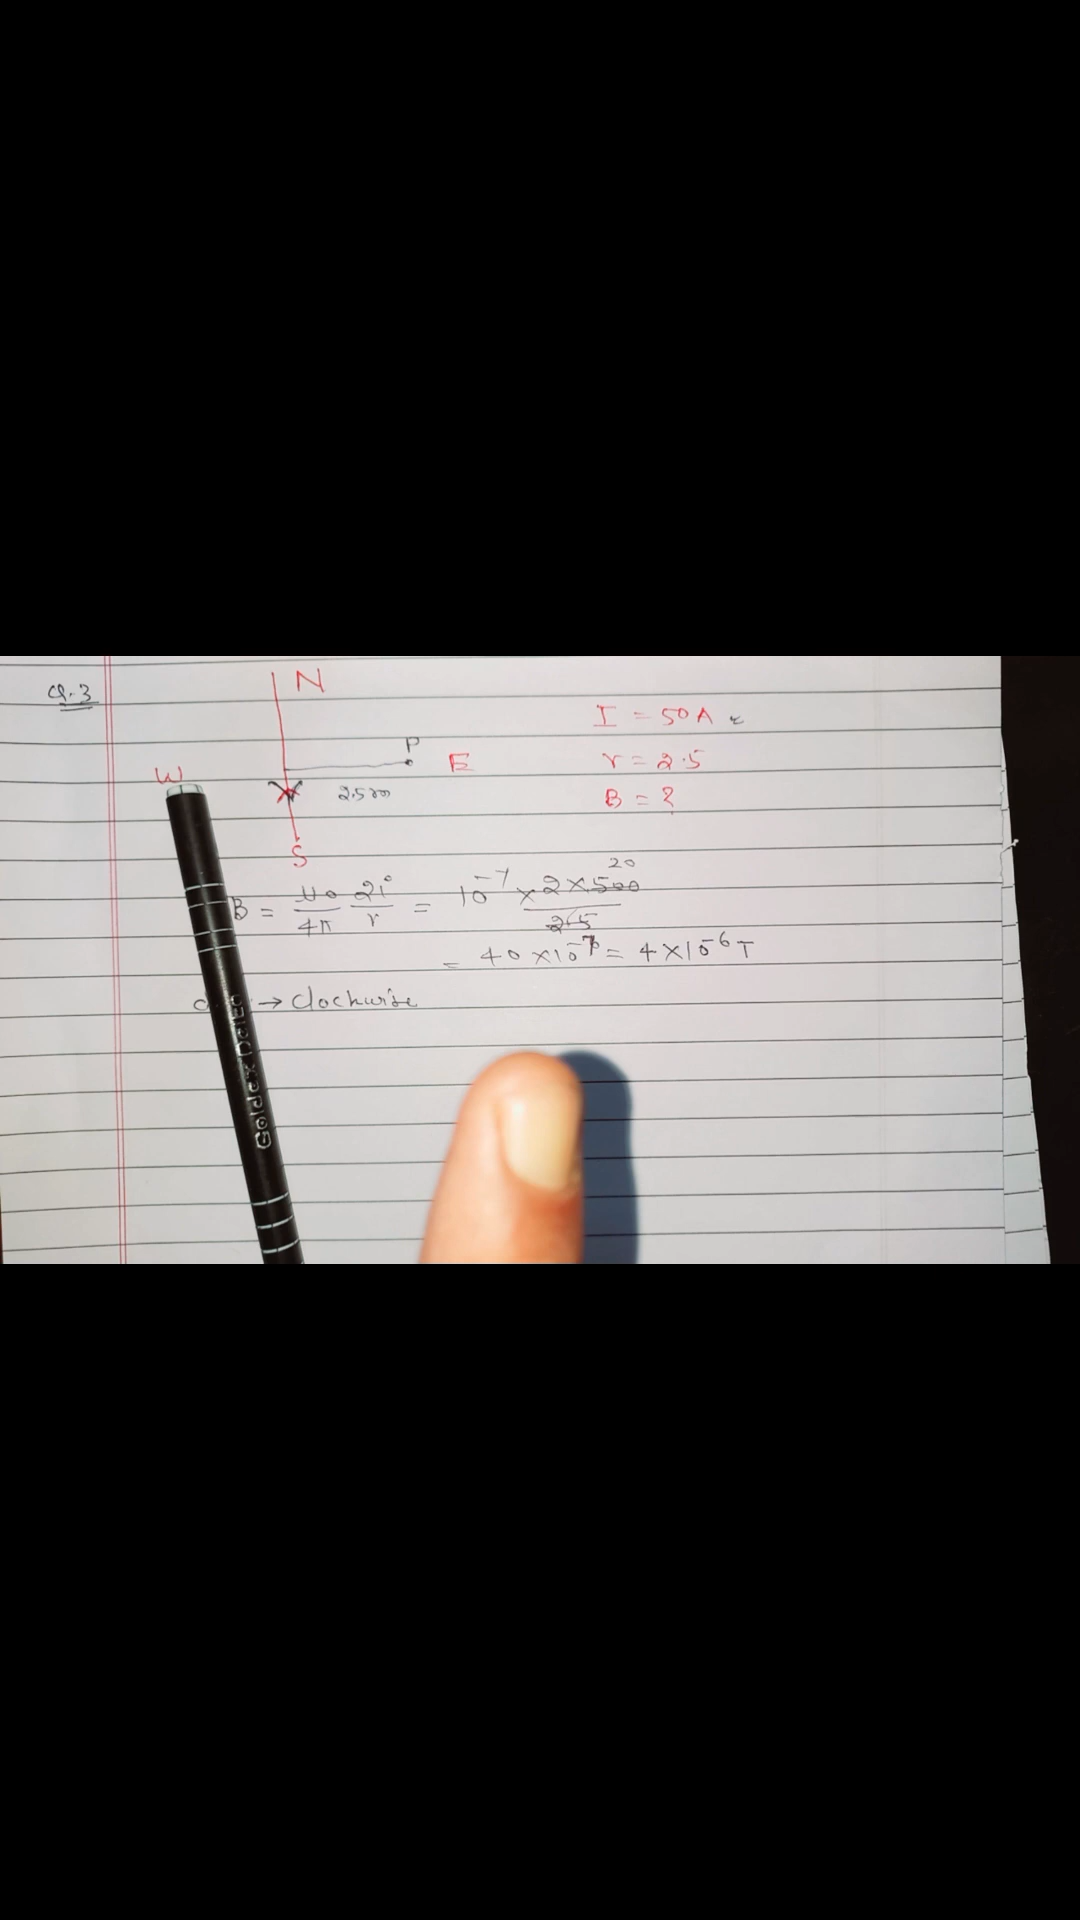 Q.3
N
I = 50A
P
E
r = 2.5
W
2.5m
B = ?
S
20
B = μ0/4π 2i/r = 10^-7 × 2 × 500/25
= 40 × 10^-7 = 4 × 10^-6 T
→ Clockwise
Goldex